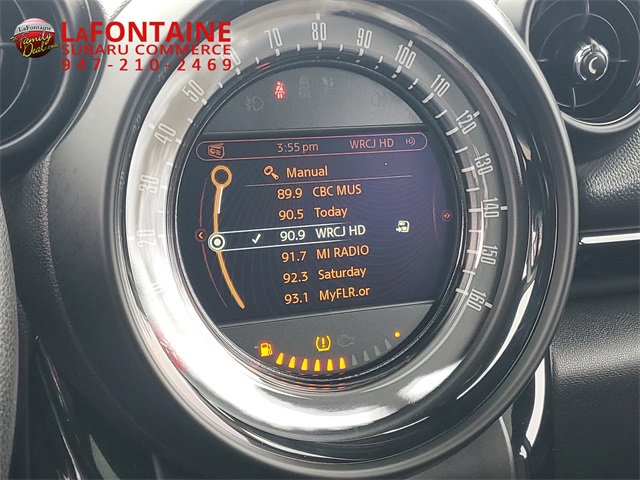 LaFontaine
Family
Deal.com
LaFONTAINE
SUBARU COMMERCE
947-210-2469
20
30
40
50
60
70
80
90
100
110
120
130
140
150
160
3:55 pm WRCJ HD
Manual
89.9 CBC MUS
90.5 Today
90.9 WRCJ HD
91.7 MI RADIO
92.3 Saturday
93.1 MyFLR.or